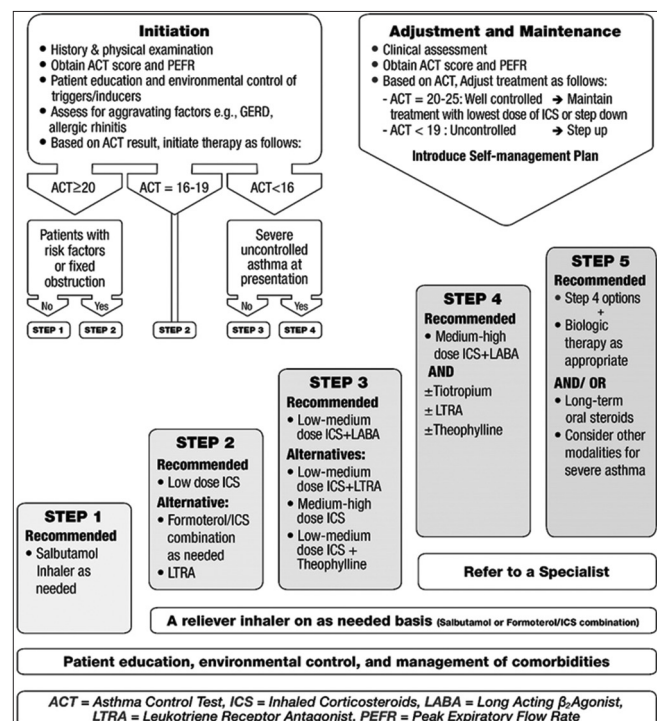 Initiation
• History & physical examination
• Obtain ACT score and PEFR
• Patient education and environmental control of
triggers/inducers
• Assess for aggravating factors e.g., GERD,
allergic rhinitis
• Based on ACT result, initiate therapy as follows:
ACT≥20
ACT = 16-19
ACT<16
Patients with
risk factors
or fixed
obstruction
No
Yes
STEP 1
STEP 2
STEP 2
Severe
uncontrolled
asthma at
presentation
No
Yes
STEP 3
STEP 4
Adjustment and Maintenance
• Clinical assessment
• Obtain ACT score and PEFR
• Based on ACT, Adjust treatment as follows:
- ACT = 20-25: Well controlled ➔ Maintain
treatment with lowest dose of ICS or step down
- ACT < 19 : Uncontrolled ➔ Step up
Introduce Self-management Plan
STEP 1
Recommended
• Salbutamol
Inhaler as
needed
STEP 2
Recommended
• Low dose ICS
Alternative:
• Formoterol/ICS
combination
as needed
• LTRA
STEP 3
Recommended
• Low-medium
dose ICS+LABA
Alternatives:
• Low-medium
dose ICS+LTRA
• Medium-high
dose ICS
• Low-medium
dose ICS +
Theophylline
STEP 4
Recommended
• Medium-high
dose ICS+LABA
AND
±Tiotropium
± LTRA
±Theophylline
STEP 5
Recommended
• Step 4 options
+
• Biologic
therapy as
appropriate
AND/ OR
• Long-term
oral steroids
• Consider other
modalities for
severe asthma
Refer to a Specialist
A reliever inhaler on as needed basis (Salbutamol or Formoterol/ICS combination)
Patient education, environmental control, and management of comorbidities
ACT = Asthma Control Test, ICS = Inhaled Corticosteroids, LABA = Long Acting β₂Agonist,
LTRA = Leukotriene Receptor Antagonist, PEFR = Peak Expiratory Flow Rate